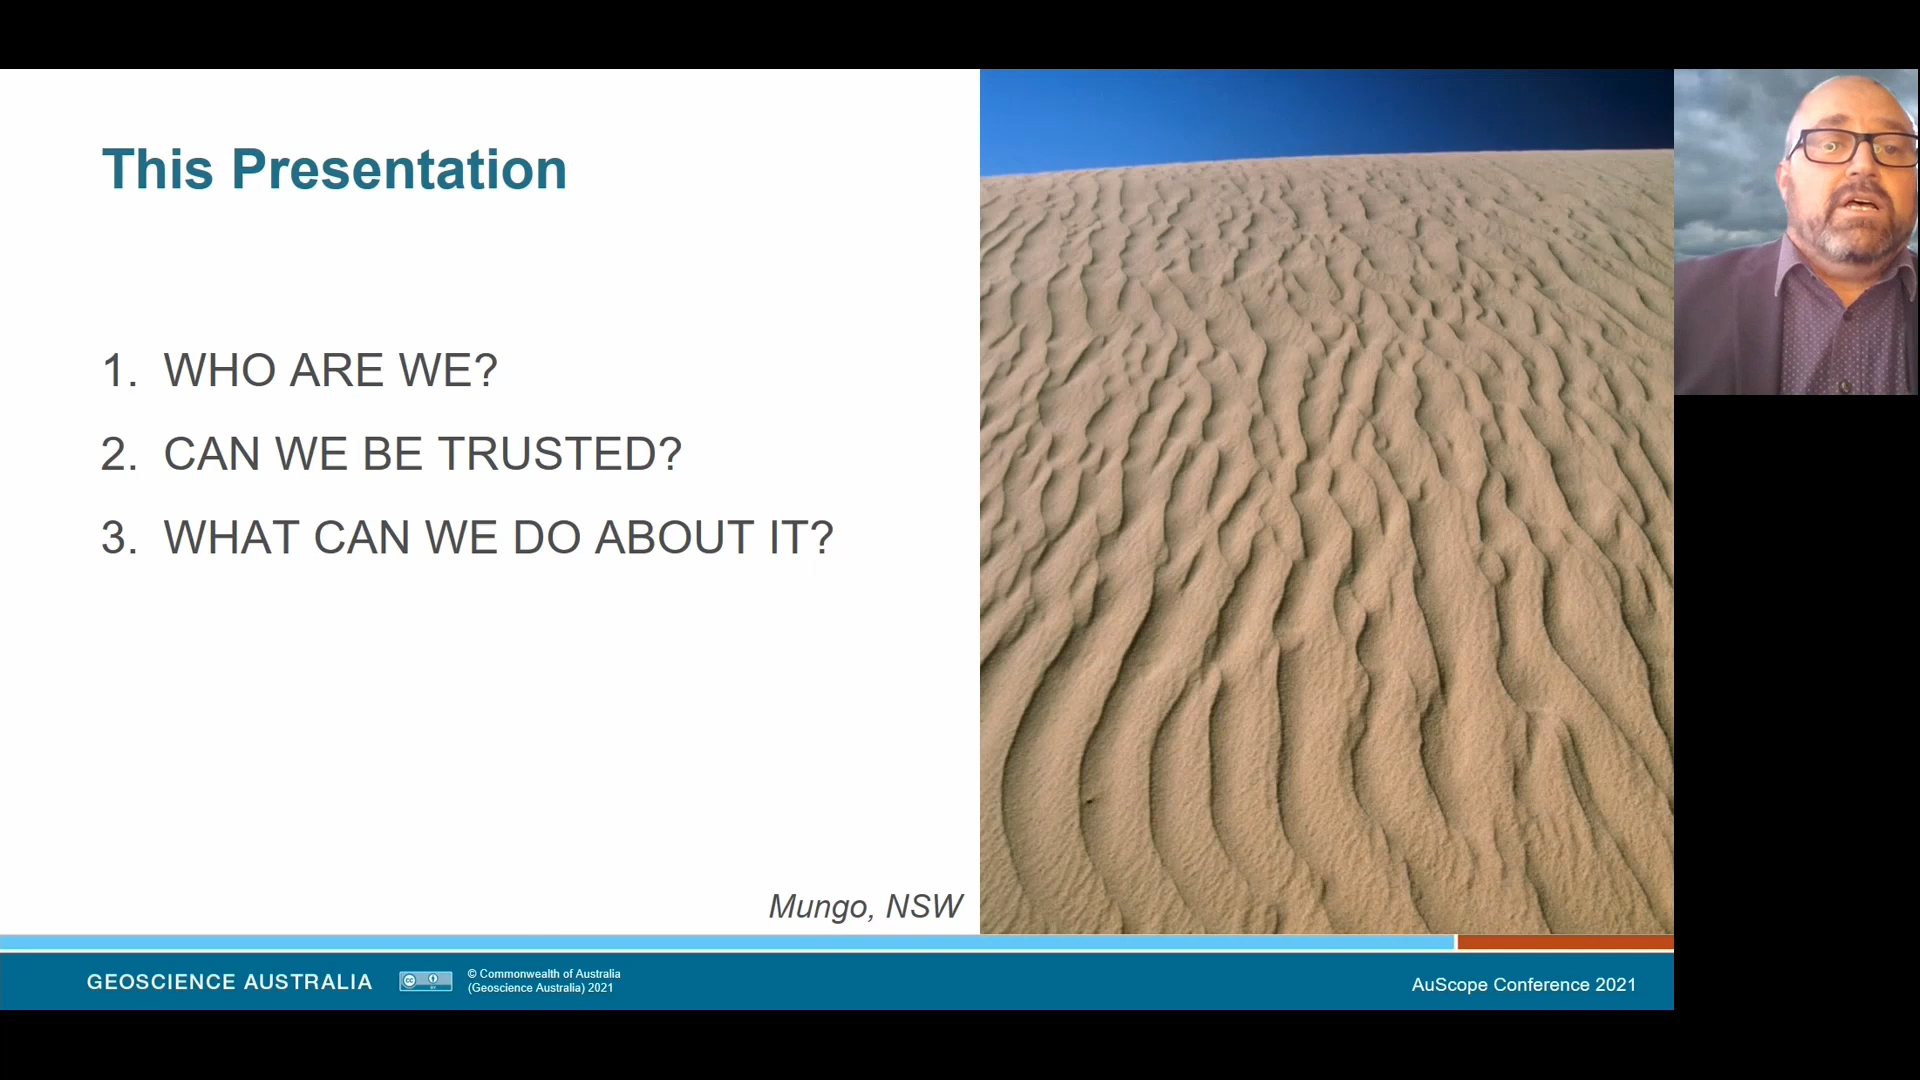 This Presentation
1. WHO ARE WE?
2. CAN WE BE TRUSTED?
3. WHAT CAN WE DO ABOUT IT?
Mungo, NSW
GEOSCIENCE AUSTRALIA
© Commonwealth of Australia
(Geoscience Australia) 2021
AuScope Conference 2021